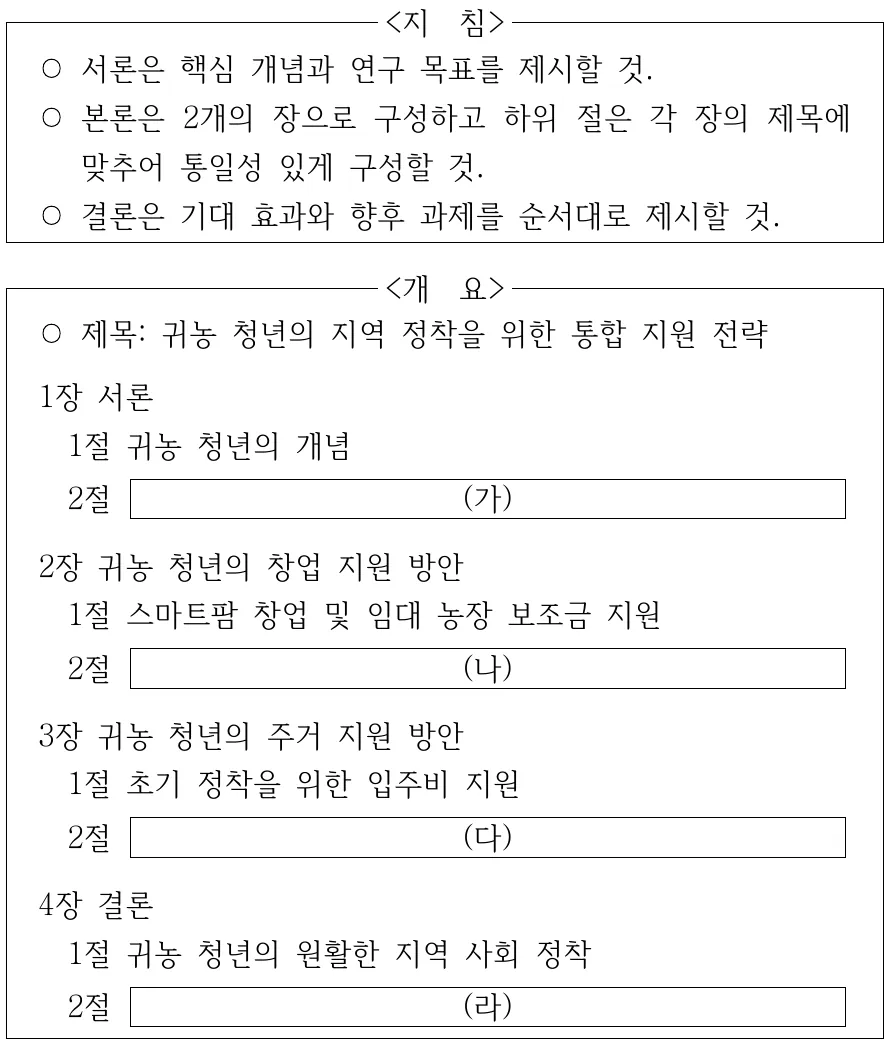 <지 침>
○ 서론은 핵심 개념과 연구 목표를 제시할 것.
○ 본론은 2개의 장으로 구성하고 하위 절은 각 장의 제목에
맞추어 통일성 있게 구성할 것.
○ 결론은 기대 효과와 향후 과제를 순서대로 제시할 것.
<개 요>
○ 제목: 귀농 청년의 지역 정착을 위한 통합 지원 전략
1장 서론
1절 귀농 청년의 개념
2절 (가)
2장 귀농 청년의 창업 지원 방안
1절 스마트팜 창업 및 임대 농장 보조금 지원
2절 (나)
3장 귀농 청년의 주거 지원 방안
1절 초기 정착을 위한 입주비 지원
2절 (다)
4장 결론
1절 귀농 청년의 원활한 지역 사회 정착
2절 (라)